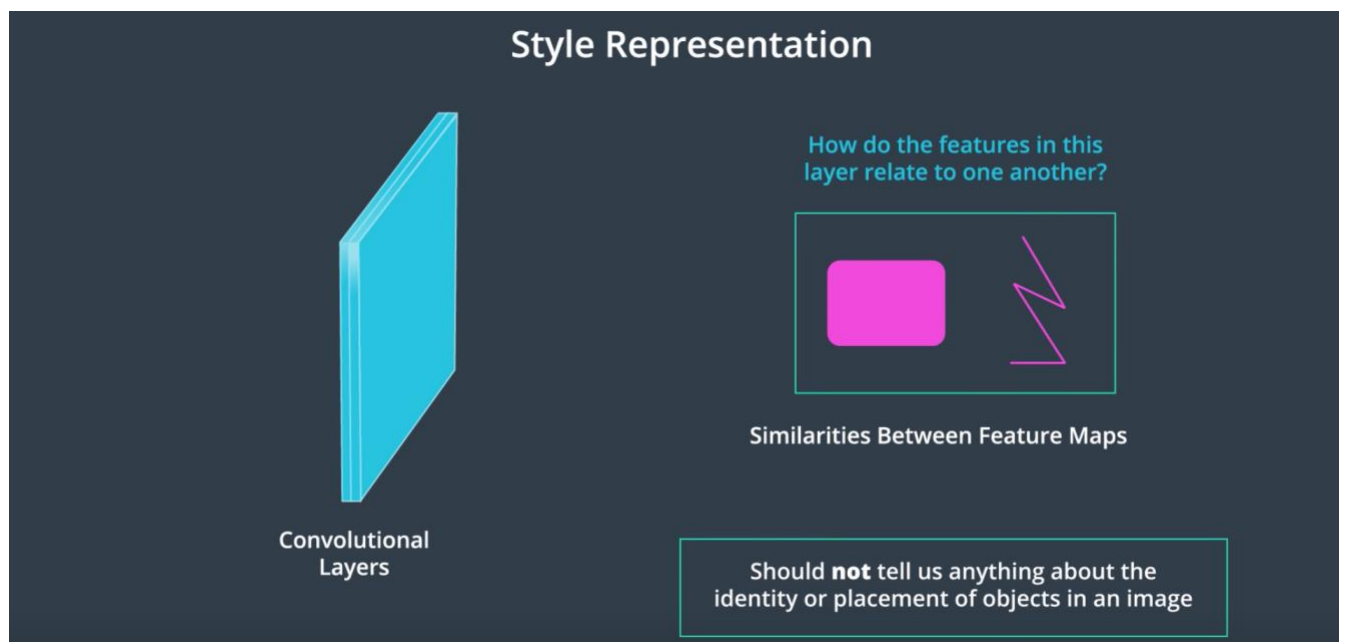 Style Representation
How do the features in this
layer relate to one another?
Similarities Between Feature Maps
Convolutional
Layers
Should not tell us anything about the
identity or placement of objects in an image